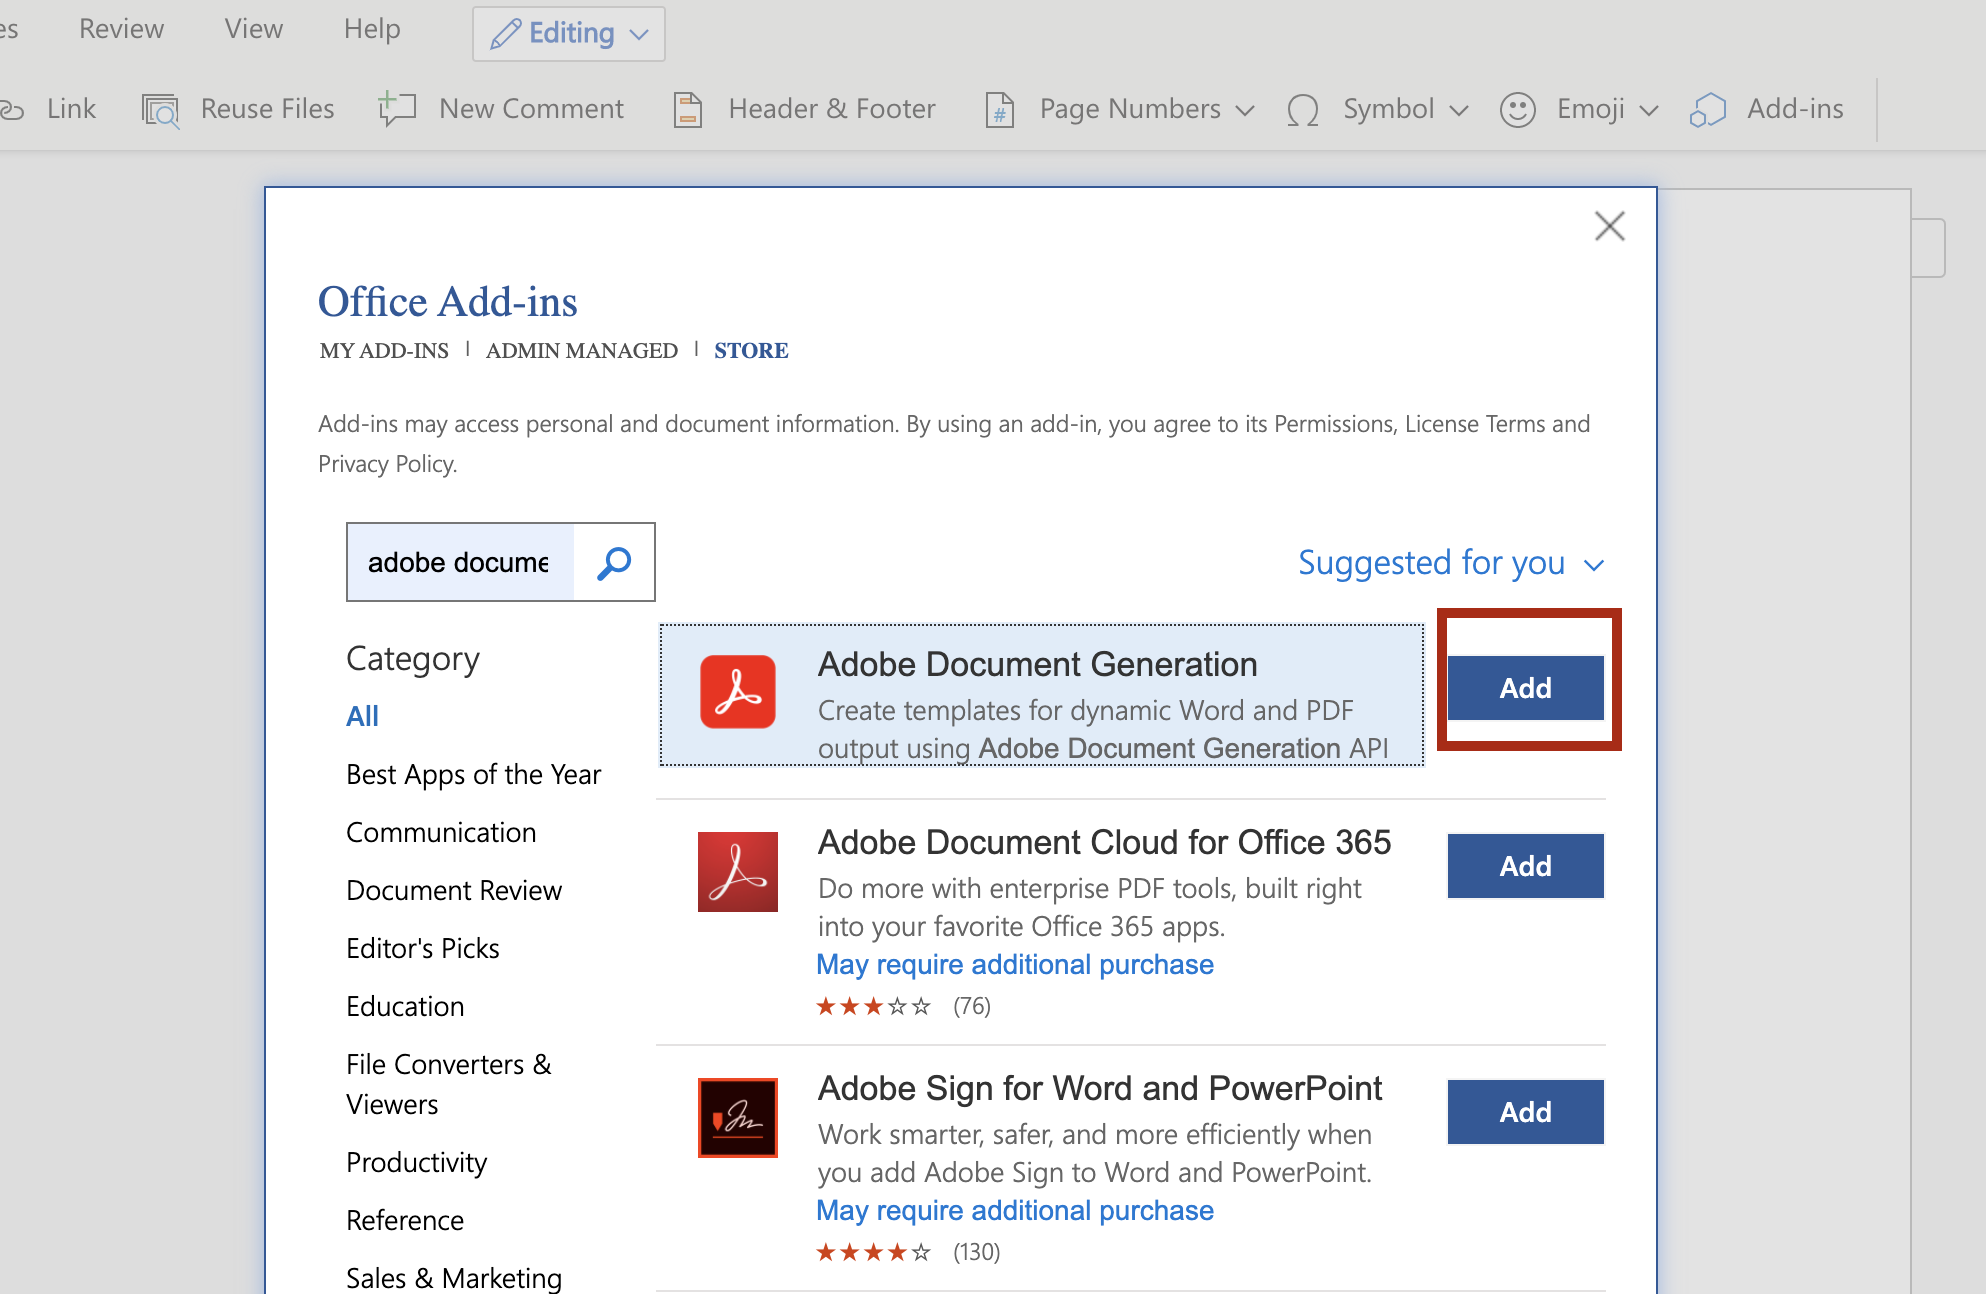 es Review View Help Editing
Link Reuse Files New Comment Header & Footer # Page Numbers Symbol Emoji Add-ins
Office Add-ins
MY ADD-INS | ADMIN MANAGED | STORE
Add-ins may access personal and document information. By using an add-in, you agree to its Permissions, License Terms and
Privacy Policy.
adobe docume
Suggested for you
Category
All
Best Apps of the Year
Communication
Document Review
Editor's Picks
Education
File Converters &
Viewers
Productivity
Reference
Sales & Marketing
Adobe Document Generation
Create templates for dynamic Word and PDF
output using Adobe Document Generation API
Add
Adobe Document Cloud for Office 365
Do more with enterprise PDF tools, built right
into your favorite Office 365 apps.
May require additional purchase
★★★☆☆ (76)
Add
Adobe Sign for Word and PowerPoint
Work smarter, safer, and more efficiently when
you add Adobe Sign to Word and PowerPoint.
May require additional purchase
★★★★☆ (130)
Add